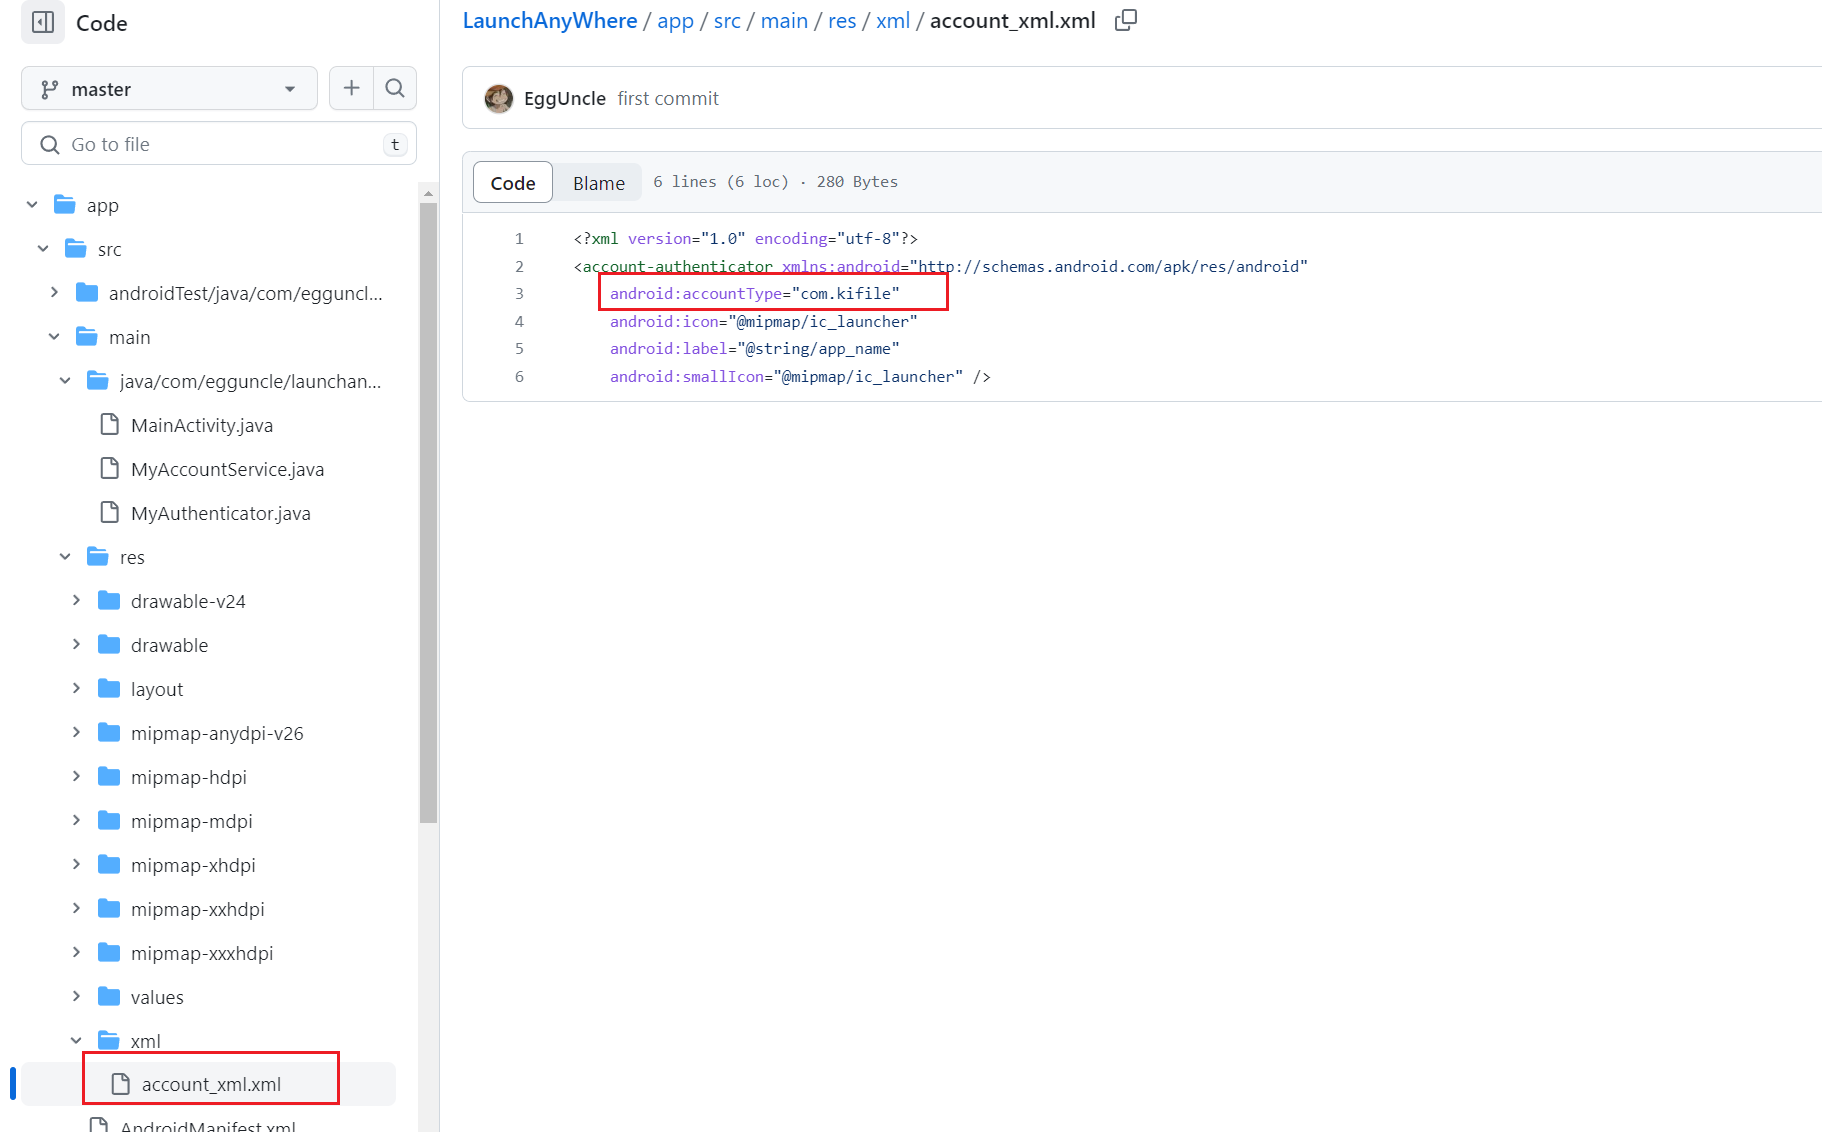 Code
master
Go to file
t
app
src
androidTest/java/com/egguncl...
main
java/com/egguncle/launchan...
MainActivity.java
MyAccountService.java
MyAuthenticator.java
res
drawable-v24
drawable
layout
mipmap-anydpi-v26
mipmap-hdpi
mipmap-mdpi
mipmap-xhdpi
mipmap-xxhdpi
mipmap-xxxhdpi
values
xml
account_xml.xml
AndroidManifest.xml
LaunchAnyWhere / app / src / main / res / xml / account_xml.xml
EggUncle first commit
Code Blame 6 lines (6 loc) · 280 Bytes
1 <?xml version="1.0" encoding="utf-8"?>
2 <account-authenticator xmlns:android="http://schemas.android.com/apk/res/android"
3 android:accountType="com.kifile"
4 android:icon="@mipmap/ic_launcher"
5 android:label="@string/app_name"
6 android:smallIcon="@mipmap/ic_launcher" />